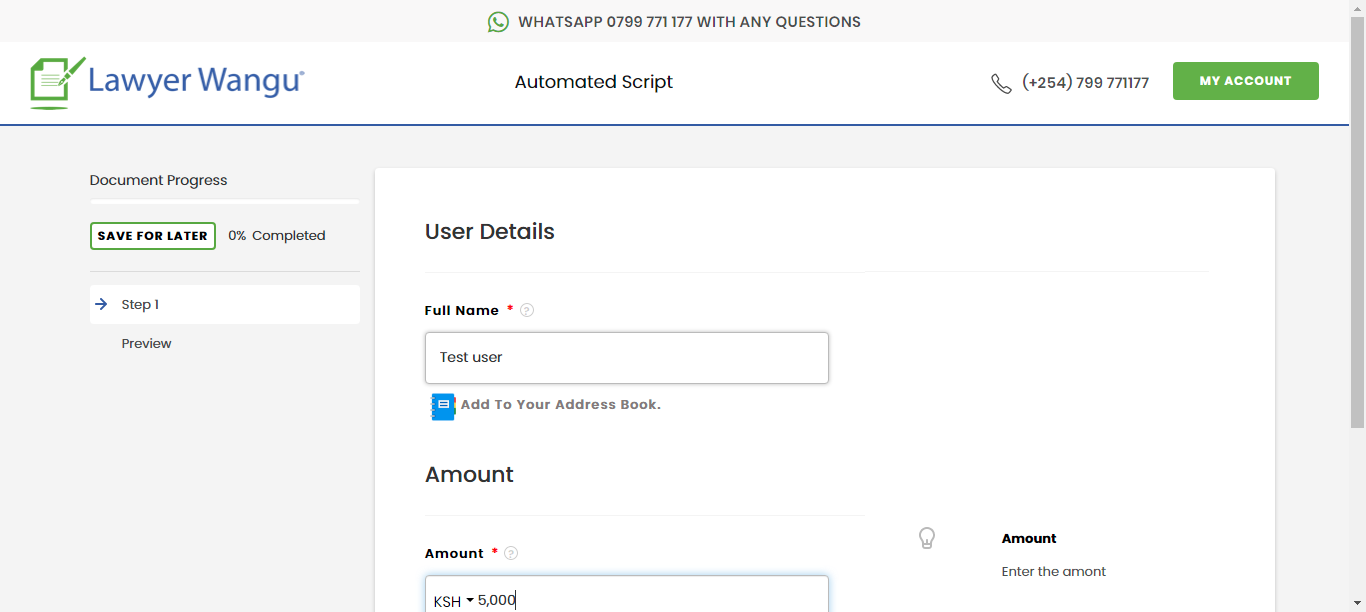 WHATSAPP 0799 771 177 WITH ANY QUESTIONS
Lawyer Wangu®
Automated Script
(+254) 799 771177
MY ACCOUNT
Document Progress
SAVE FOR LATER
0% Completed
Step 1
Preview
User Details
Full Name *
Test user
Add To Your Address Book.
Amount
Amount *
KSH 5,000
Amount
Enter the amont